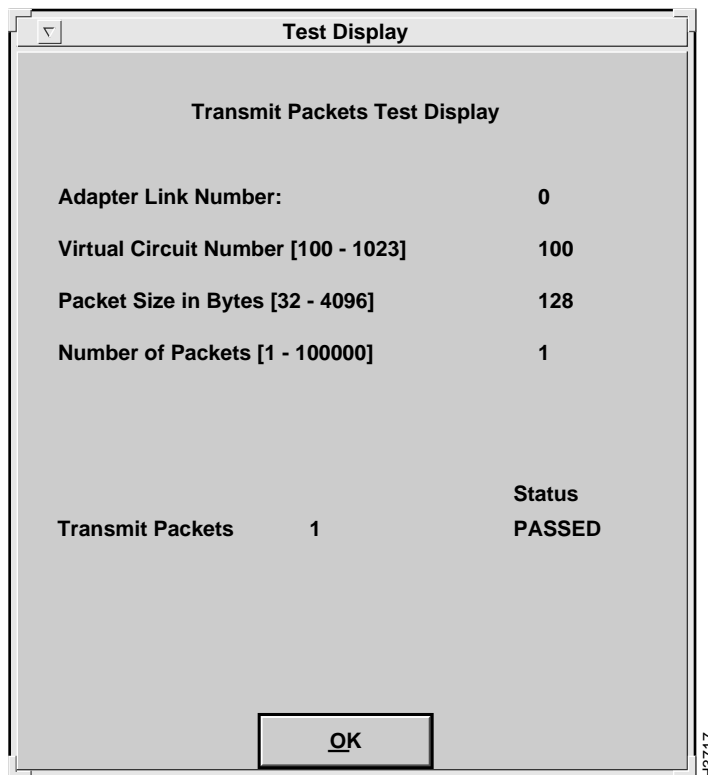 Test Display
Transmit Packets Test Display
Adapter Link Number: 0
Virtual Circuit Number [100 - 1023] 100
Packet Size in Bytes [32 - 4096] 128
Number of Packets [1 - 100000] 1
Status
Transmit Packets 1 PASSED
OK